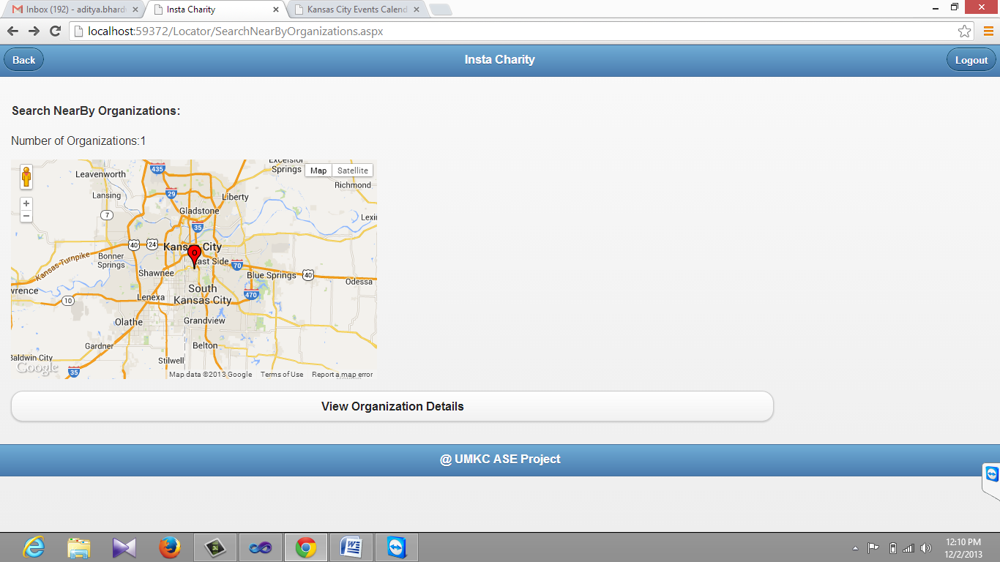 Inbox (192) - aditya.bhard
Insta Charity
Kansas City Events Calend
localhost:59372/Locator/SearchNearByOrganizations.aspx
Back
Insta Charity
Logout
Search NearBy Organizations:
Number of Organizations:1
Excelsior
Springs
Map
Satellite
Richmond
Leavenworth
435
Lansing
29
Liberty
7
Gladstone
Lexi
35
40
24
Kansas City
Kansas Turnpike
Bonner
Springs
East Side
70
Shawnee
Blue Springs
40
Odessa
wrence
South
Kansas City
470
10
Lenexa
Olathe
Grandview
Gardner
Belton
Baldwin City
Stilwell
Google
35
Map data ©2013 Google
Terms of Use
Report a map error
View Organization Details
@ UMKC ASE Project
12:10 PM
12/2/2013